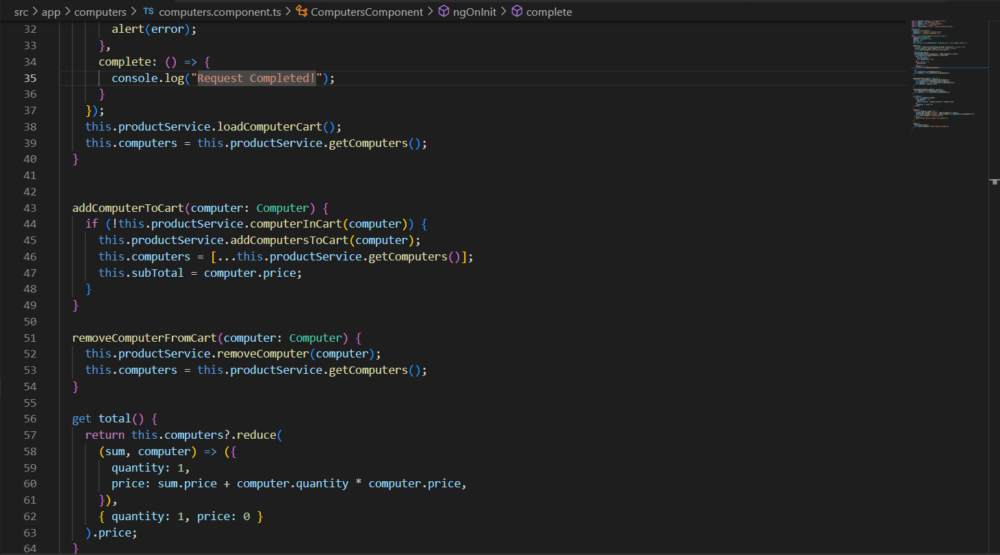 src > app > computers > TS computers.component.ts > ComputersComponent > ngOnInit > complete
32 alert(error);
33 },
34 complete: () => {
35 console.log("Request Completed!");
36 }
37 });
38 this.productService.loadComputerCart();
39 this.computers = this.productService.getComputers();
40 }
41
42
43 addComputerToCart(computer: Computer) {
44 if (!this.productService.computerInCart(computer)) {
45 this.productService.addComputersToCart(computer);
46 this.computers = [...this.productService.getComputers()];
47 this.subTotal = computer.price;
48 }
49 }
50
51 removeComputerFromCart(computer: Computer) {
52 this.productService.removeComputer(computer);
53 this.computers = this.productService.getComputers();
54 }
55
56 get total() {
57 return this.computers?.reduce(
58 (sum, computer) => ({
59 quantity: 1,
60 price: sum.price + computer.quantity * computer.price,
61 }),
62 { quantity: 1, price: 0 }
63 ).price;
64 }